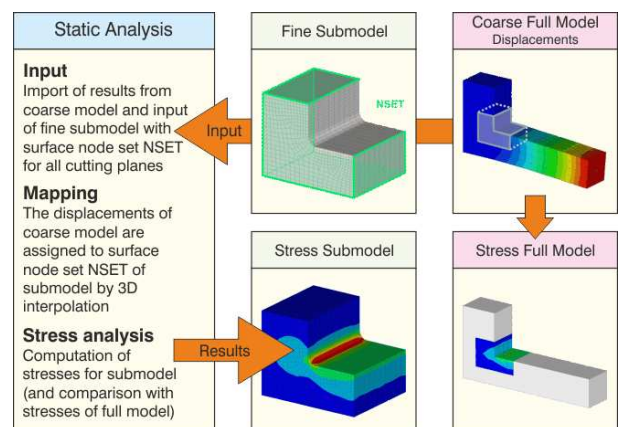 Static Analysis
Input
Import of results from
coarse model and input
of fine submodel with
surface node set NSET
for all cutting planes
Mapping
The displacements of
coarse model are
assigned to surface
node set NSET of
submodel by 3D
interpolation
Stress analysis
Computation of
stresses for submodel
(and comparison with
stresses of full model)
Fine Submodel
NSET
Input
Coarse Full Model
Displacements
Stress Submodel
Results
Stress Full Model